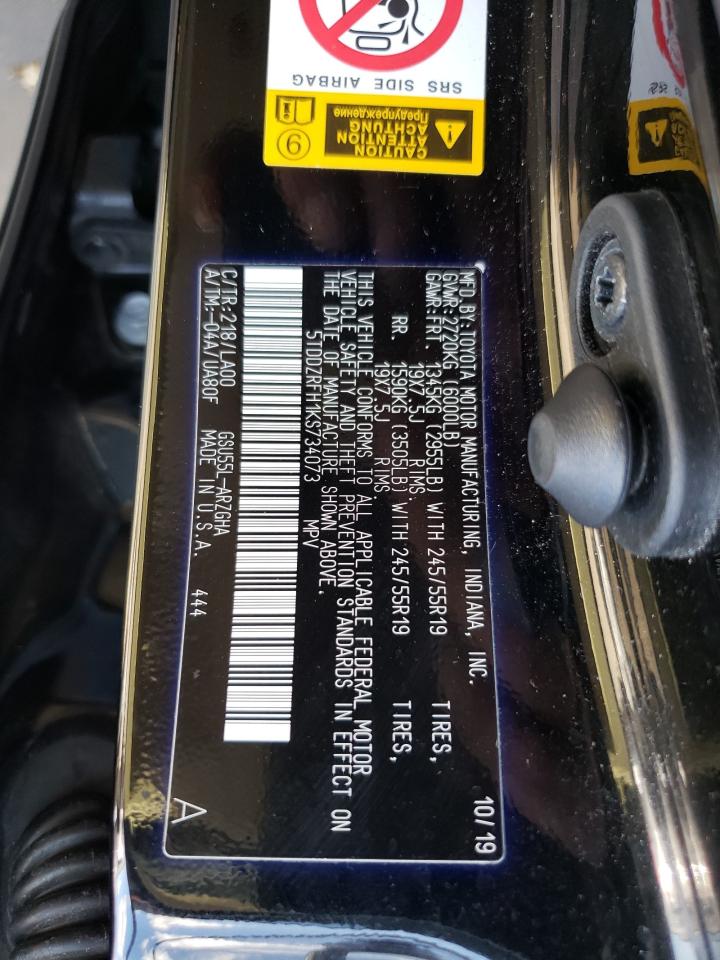 SRS SIDE AIRBAG
CAUTION
ATTENTION
ACHTUNG
Предупреждение
MFD.BY:TOYOTA MOTOR MANUFACTURING, INDIANA, INC. 10/19
GVWR:2720KG (6000LB)
GAWR:FRT. 1345KG (2955LB) WITH 245/55R19 TIRES,
19X7.5J RIMS.
RR. 1590KG (3505LB) WITH 245/55R19 TIRES,
19X7.5J RIMS.
THIS VEHICLE CONFORMS TO ALL APPLICABLE FEDERAL MOTOR
VEHICLE SAFETY AND THEFT PREVENTION STANDARDS IN EFFECT ON
THE DATE OF MANUFACTURE SHOWN ABOVE.
5TDDZRFH1KS734073 MPV
C/TR:218/LA00 GSU55L-ARZGHA
A/TM:-04A/UA80F MADE IN U.S.A. 444
A